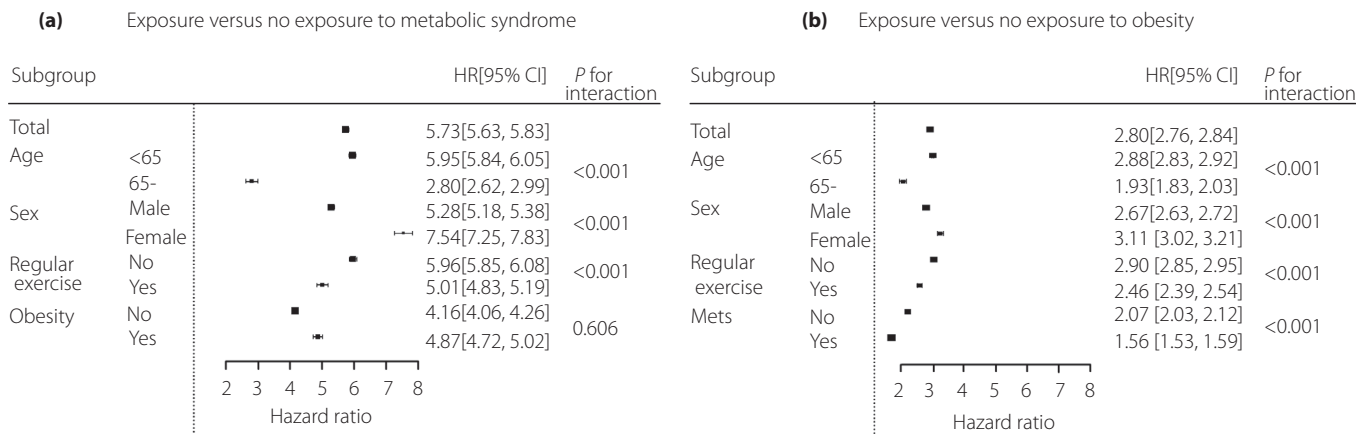 (a) Exposure versus no exposure to metabolic syndrome
Subgroup HR[95% CI] P for interaction
Total 5.73[5.63, 5.83]
Age <65 5.95[5.84, 6.05] <0.001
65- 2.80[2.62, 2.99]
Sex Male 5.28[5.18, 5.38] <0.001
Female 7.54[7.25, 7.83]
Regular exercise No 5.96[5.85, 6.08] <0.001
Yes 5.01[4.83, 5.19]
Obesity No 4.16[4.06, 4.26] 0.606
Yes 4.87[4.72, 5.02]
2 3 4 5 6 7 8
Hazard ratio
(b) Exposure versus no exposure to obesity
Subgroup HR[95% CI] P for interaction
Total 2.80[2.76, 2.84]
Age <65 2.88[2.83, 2.92] <0.001
65- 1.93[1.83, 2.03]
Sex Male 2.67[2.63, 2.72] <0.001
Female 3.11 [3.02, 3.21]
Regular exercise No 2.90 [2.85, 2.95] <0.001
Yes 2.46 [2.39, 2.54]
Mets No 2.07 [2.03, 2.12] <0.001
Yes 1.56 [1.53, 1.59]
2 3 4 5 6 7 8
Hazard ratio